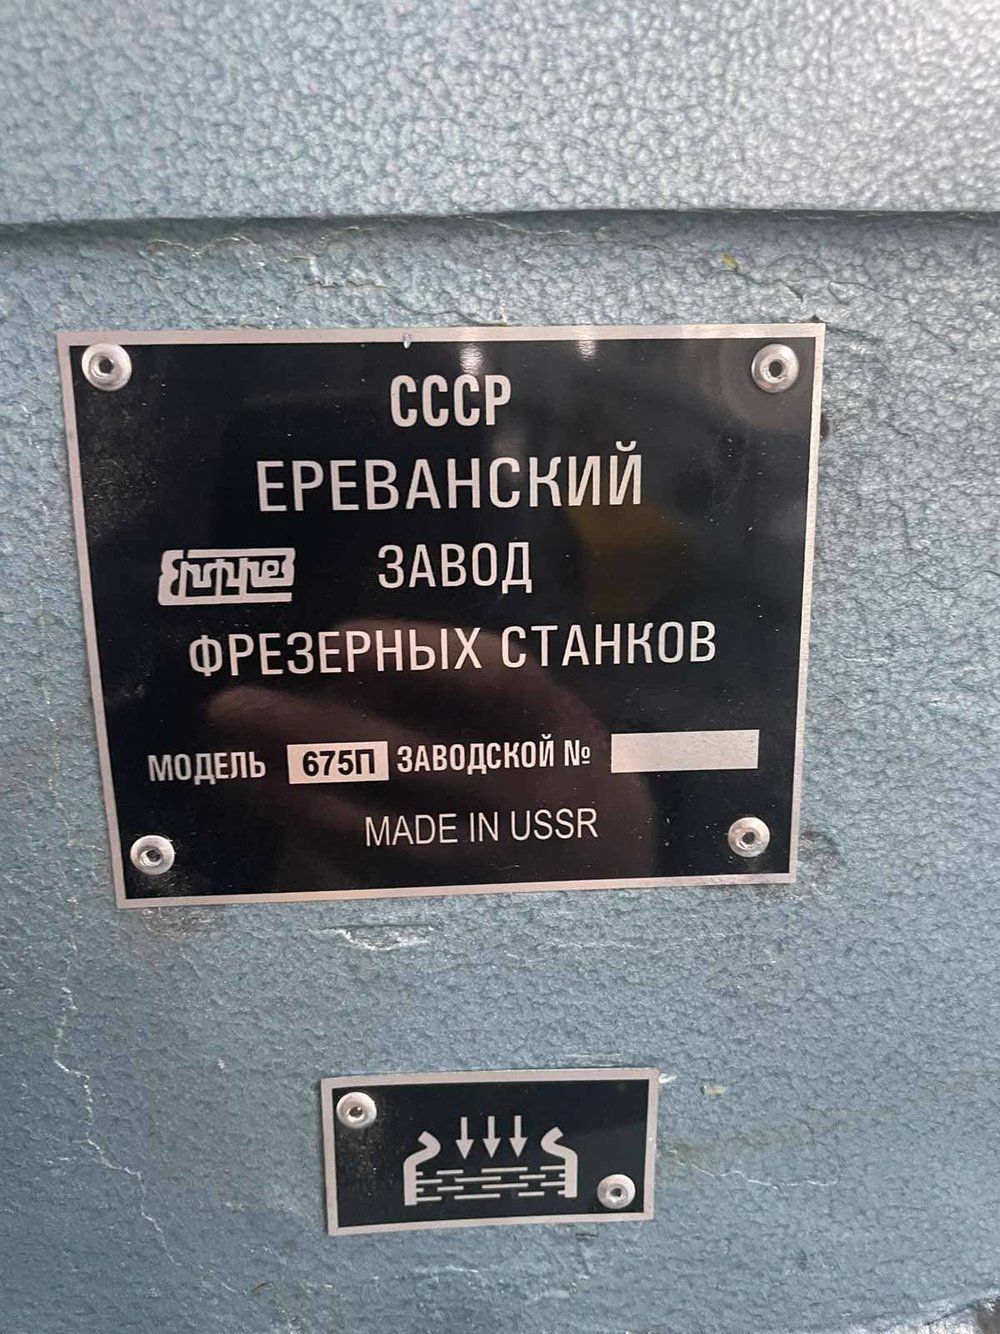 СССР
ЕРЕВАНСКИЙ
ЗАВОД
ФРЕЗЕРНЫХ СТАНКОВ
МОДЕЛЬ 675П ЗАВОДСКОЙ №
MADE IN USSR